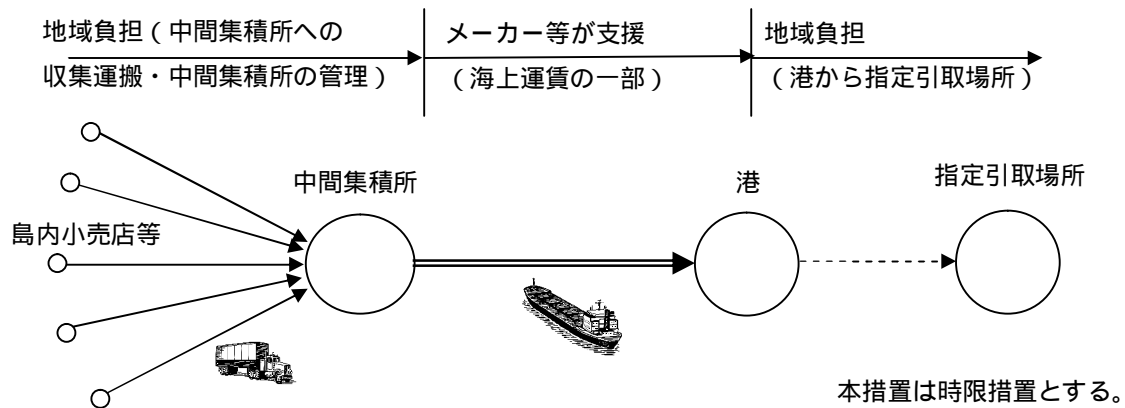 地域負担（中間集積所への
収集運搬・中間集積所の管理）
メーカー等が支援
（海上運賃の一部）
地域負担
（港から指定引取場所）
中間集積所
港
指定引取場所
島内小売店等
本措置は時限措置とする。